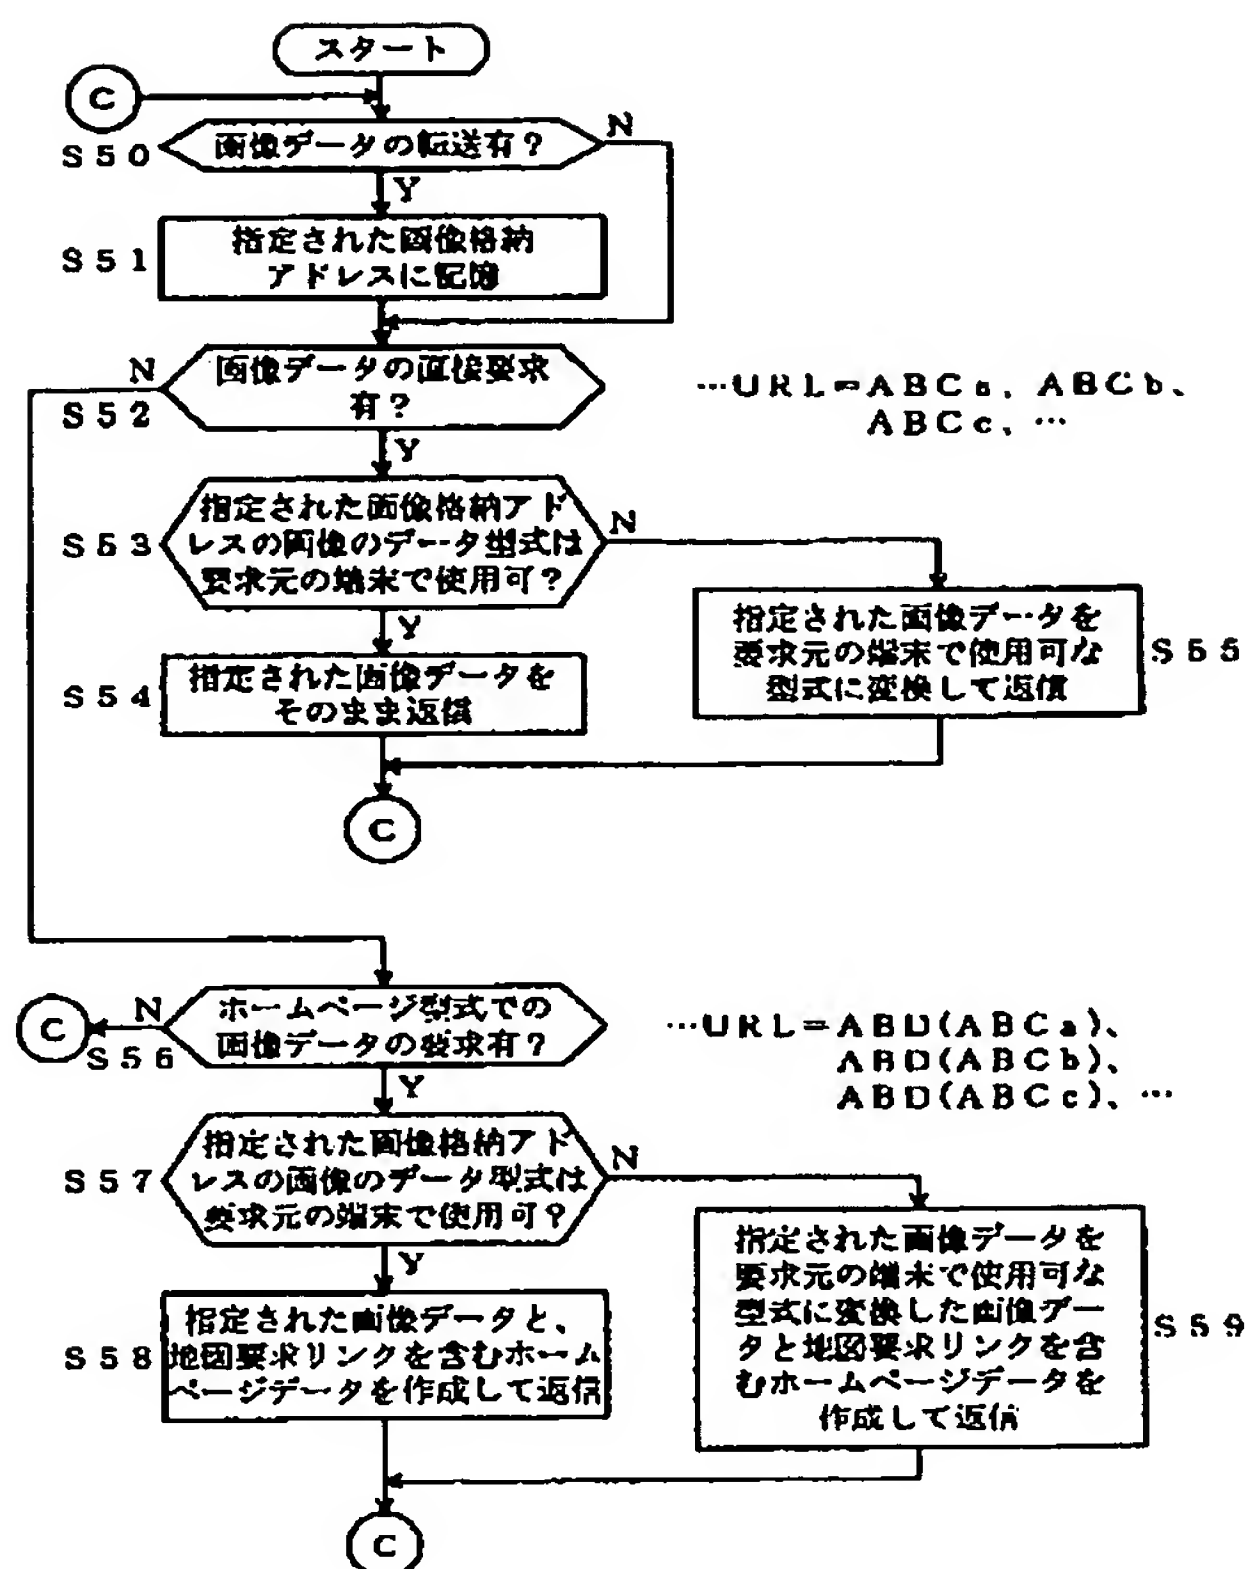 スタート
C
N
S50
画像データの転送有？
Y
S51
指定された画像格納
アドレスに記憶
N
S52
画像データの直接要求
有？
…URL＝ABCa、ABCb、
ABCc、…
Y
S53
指定された画像格納アド
レスの画像のデータ型式は
要求元の端末で使用可？
N
Y
S54
指定された画像データを
そのまま返信
指定された画像データを
要求元の端末で使用可な
型式に変換して返信
S55
C
C
N
S56
ホームページ型式での
画像データの要求有？
…URL＝ABD(ABCa)、
ABD(ABCb)、
ABD(ABCc)、…
Y
S57
指定された画像格納アド
レスの画像のデータ型式は
要求元の端末で使用可？
N
Y
S58
指定された画像データと、
地図要求リンクを含むホーム
ページデータを作成して返信
指定された画像データを
要求元の端末で使用可な
型式に変換した画像デー
タと地図要求リンクを含
むホームページデータを
作成して返信
S59
C